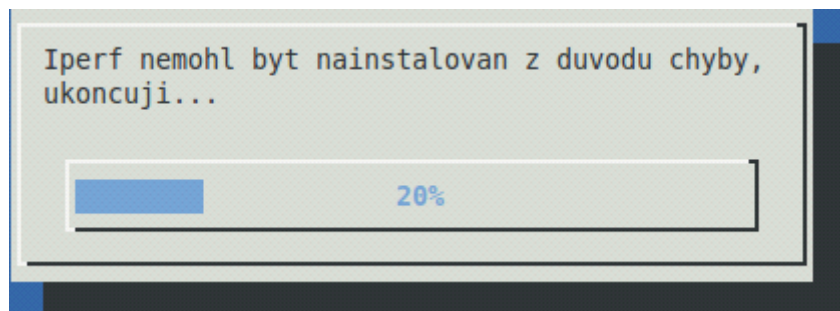 Iperf nemohl byt nainstalovan z duvodu chyby,
ukoncuji...
20%